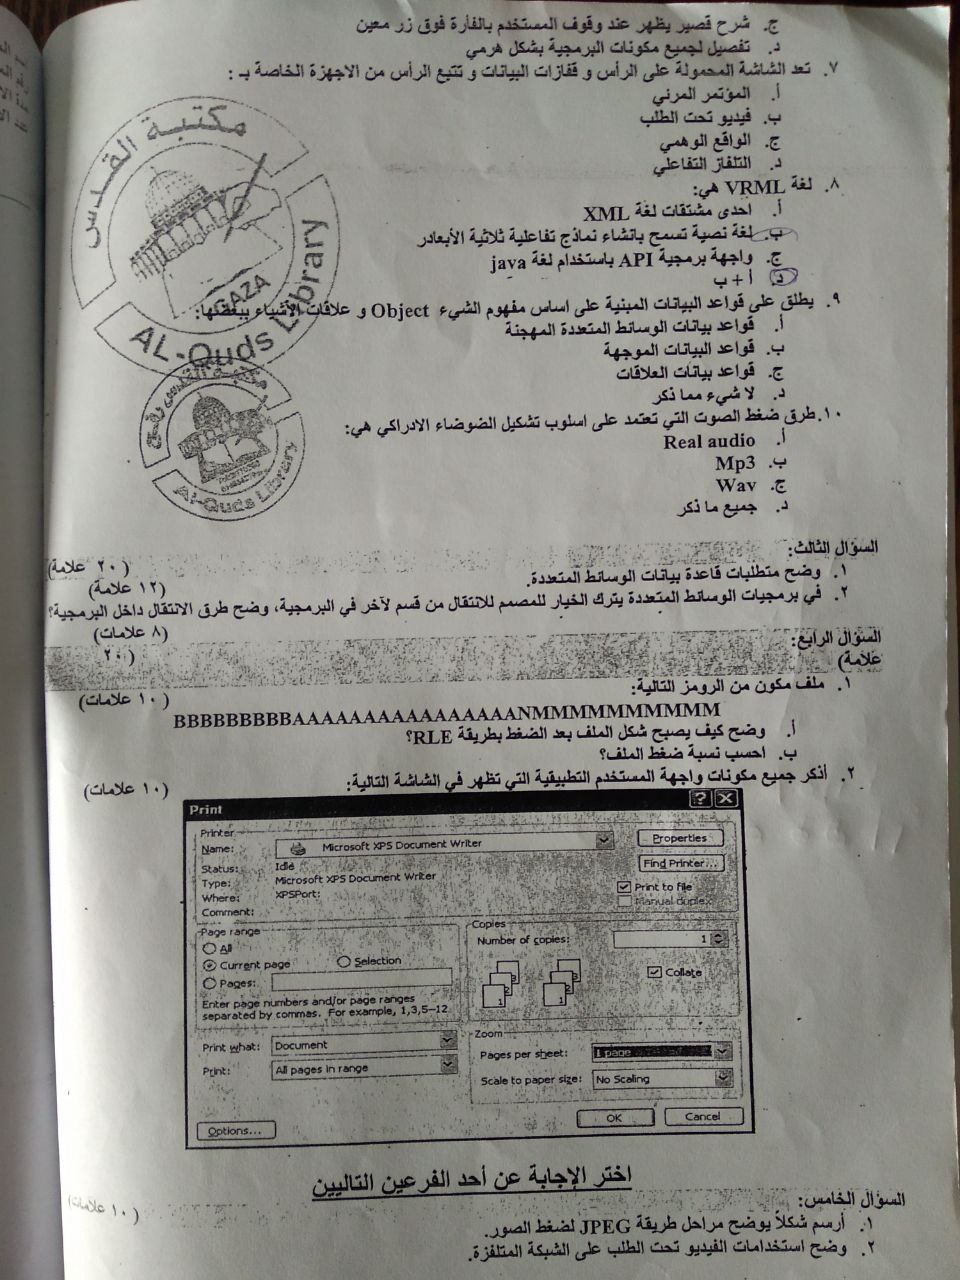 ج. شرح قصير يظهر عند وقوف المستخدم بالفأرة فوق زر معين
د. تفصيل لجميع مكونات البرمجية بشكل هرمي
٧. تعد الشاشة المحمولة على الرأس و قفازات البيانات و تتبع الرأس من الاجهزة الخاصة بـ :
أ. المؤتمر المرئي
ب. فيديو تحت الطلب
ج. الواقع الوهمي
د. التلفاز التفاعلي
٨. لغة VRML هي:
أ. احدى مشتقات لغة XML
ب. لغة نصية تسمح بانشاء نماذج تفاعلية ثلاثية الأبعادر
ج. واجهة برمجية API باستخدام لغة java
د. أ + ب
٩. يطلق على قواعد البيانات المبنية على اساس مفهوم الشيء Object و علاقات الأشياء ببعضها:
أ. قواعد بيانات الوسائط المتعددة المهجنة
ب. قواعد البيانات الموجهة
ج. قواعد بيانات العلاقات
د. لا شيء مما ذكر
١٠. طرق ضغط الصوت التي تعتمد على اسلوب تشكيل الضوضاء الادراكي هي:
أ. Real audio
ب. Mp3
ج. Wav
د. جميع ما ذكر
مكتبة القدس
GAZA
AL-Quds Library
مكتبة القدس
Al-Quds Library
السؤال الثالث: (٢٠ علامة)
١. وضح متطلبات قاعدة بيانات الوسائط المتعددة. (١٢ علامة)
٢. في برمجيات الوسائط المتعددة يترك الخيار للمصمم للانتقال من قسم لآخر في البرمجية، وضح طرق الانتقال داخل البرمجية؟
(٨ علامات)
السؤال الرابع: (٢٠
علامة)
١. ملف مكون من الرومز التالية: (١٠ علامات)
BBBBBBBBBBAAAAAAAAAAAAAAAANMMMMMMMMMM
أ. وضح كيف يصبح شكل الملف بعد الضغط بطريقة RLE؟
ب. احسب نسبة ضغط الملف؟
٢. أذكر جميع مكونات واجهة المستخدم التطبيقية التي تظهر في الشاشة التالية: (١٠ علامات)
Print
Printer
Name: Microsoft XPS Document Writer Properties
Status: Idle Find Printer...
Type: Microsoft XPS Document Writer
Where: XPSPort: Print to file
Comment: Manual duplex
Page range
All
Current page Selection
Pages:
Enter page numbers and/or page ranges
separated by commas. For example, 1,3,5–12
Copies
Number of copies: 1
Collate
Print what: Document
Print: All pages in range
Zoom
Pages per sheet: 1 page
Scale to paper size: No Scaling
Options... OK Cancel
اختر الإجابة عن أحد الفرعين التاليين
السؤال الخامس: (١٠ علامات)
١. أرسم شكلاً يوضح مراحل طريقة JPEG لضغط الصور.
٢. وضح استخدامات الفيديو تحت الطلب على الشبكة المتلفزة.